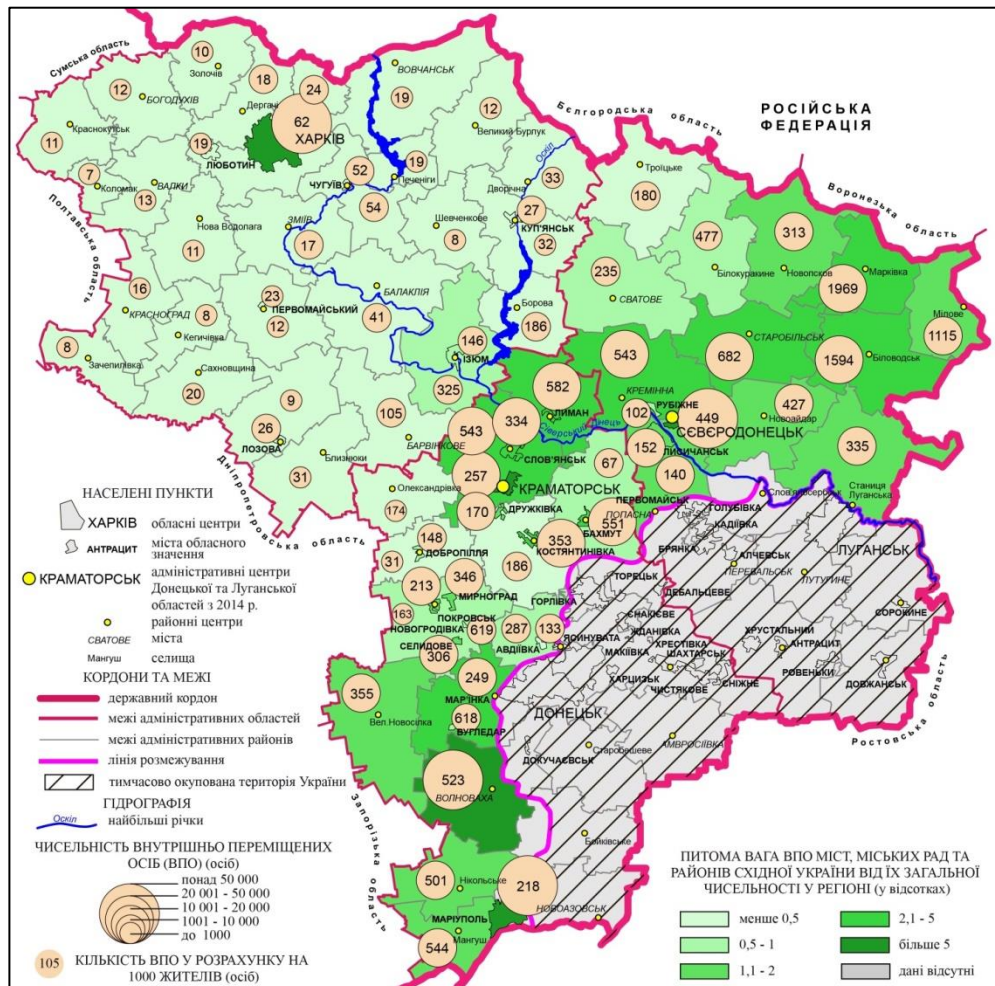 Сумська область
Бєлгородська область
РОСІЙСЬКА
ФЕДЕРАЦІЯ
Воронезька область
Полтавська область
Дніпропетровська область
Запорізька область
Ростовська область
10
Золочів
18
24
ВОВЧАНСЬК
19
12
БОГОДУХІВ
Дергачі
62
ХАРКІВ
12
Великий Бурлук
Краснокутськ
11
19
ЛЮБОТИН
52
ЧУГУЇВ
19
Печеніги
Оскіл
Троїцьке
180
7
Коломак
ВАЛКИ
13
54
Дворічна
33
27
КУП'ЯНСЬК
Шевченкове
8
32
477
313
Нова Водолага
ЗМІЇВ
17
11
Білокуракине
Новопсков
Марківка
235
СВАТОВЕ
1969
16
КРАСНОГРАД
23
ПЕРВОМАЙСЬКИЙ
12
БАЛАКЛІЯ
41
Борова
186
Мілове
1115
8
Кегичівка
8
Зачепилівка
146
ІЗЮМ
543
682
СТАРОБІЛЬСЬК
1594
Біловодськ
Сахновщина
20
325
582
ЛИМАН
КРЕМІННА
102
РУБІЖНЕ
449
СЄВЄРОДОНЕЦЬК
427
Новоайдар
9
26
ЛОЗОВА
105
БАРВІНКОВЕ
543
334
Сіверський Донець
ЛИСИЧАНСЬК
152
335
Близнюки
31
СЛОВ'ЯНСЬК
67
140
Станиця
Луганська
257
КРАМАТОРСЬК
Слов'яносербськ
Олександрівка
174
170
ДРУЖКІВКА
ПЕРВОМАЙСЬК
ПОПАСНА
ГОЛУБІВКА
КАДІЇВКА
551
БАХМУТ
353
КОСТЯНТИНІВКА
БРЯНКА
АЛЧЕВСЬК
ЛУГАНСЬК
148
ДОБРОПІЛЛЯ
31
186
ПЕРЕВАЛЬСЬК
ЛУТУГИНЕ
213
346
МИРНОГРАД
ТОРЕЦЬК
ДЕБАЛЬЦЕВЕ
ГОРЛІВКА
СОРОКИНЕ
163
НОВОГРОДІВКА
ПОКРОВСЬК
619
287
АВДІЇВКА
133
ЯСИНУВАТА
ЄНАКІЄВЕ
ЖДАНІВКА
ХРЕСТІВКА
МАКІЇВКА
ШАХТАРСЬК
ХРУСТАЛЬНИЙ
АНТРАЦИТ
РОВЕНЬКИ
СЕЛИДОВЕ
306
ХАРЦИЗЬК
СНІЖНЕ
ЧИСТЯКОВЕ
ДОВЖАНСЬК
249
МАР'ЇНКА
355
Вел.Новосілка
ДОНЕЦЬК
618
ВУГЛЕДАР
Старобешеве
АМВРОСІЇВКА
ДОКУЧАЄВСЬК
523
ВОЛНОВАХА
Бойківське
501
Нікольське
218
НОВОАЗОВСЬК
МАРІУПОЛЬ
Мангуш
544
НАСЕЛЕНІ ПУНКТИ
ХАРКІВ обласні центри
АНТРАЦИТ міста обласного
значення
КРАМАТОРСЬК адміністративні центри
Донецької та Луганської
областей з 2014 р.
районні центри
СВАТОВЕ міста
Мангуш селища
КОРДОНИ ТА МЕЖІ
державний кордон
межі адміністративних областей
межі адміністративних районів
лінія розмежування
тимчасово окупована територія України
ГІДРОГРАФІЯ
Оскіл найбільші річки
ЧИСЕЛЬНІСТЬ ВНУТРІШНЬО ПЕРЕМІЩЕНИХ
ОСІБ (ВПО) (осіб)
понад 50 000
20 001 - 50 000
10 001 - 20 000
1001 - 10 000
до 1000
105 КІЛЬКІСТЬ ВПО У РОЗРАХУНКУ НА
1000 ЖИТЕЛІВ (осіб)
ПИТОМА ВАГА ВПО МІСТ, МІСЬКИХ РАД ТА
РАЙОНІВ СХІДНОЇ УКРАЇНИ ВІД ЇХ ЗАГАЛЬНОЇ
ЧИСЕЛЬНОСТІ У РЕГІОНІ (у відсотках)
менше 0,5
0,5 - 1
1,1 - 2
2,1 - 5
більше 5
дані відсутні